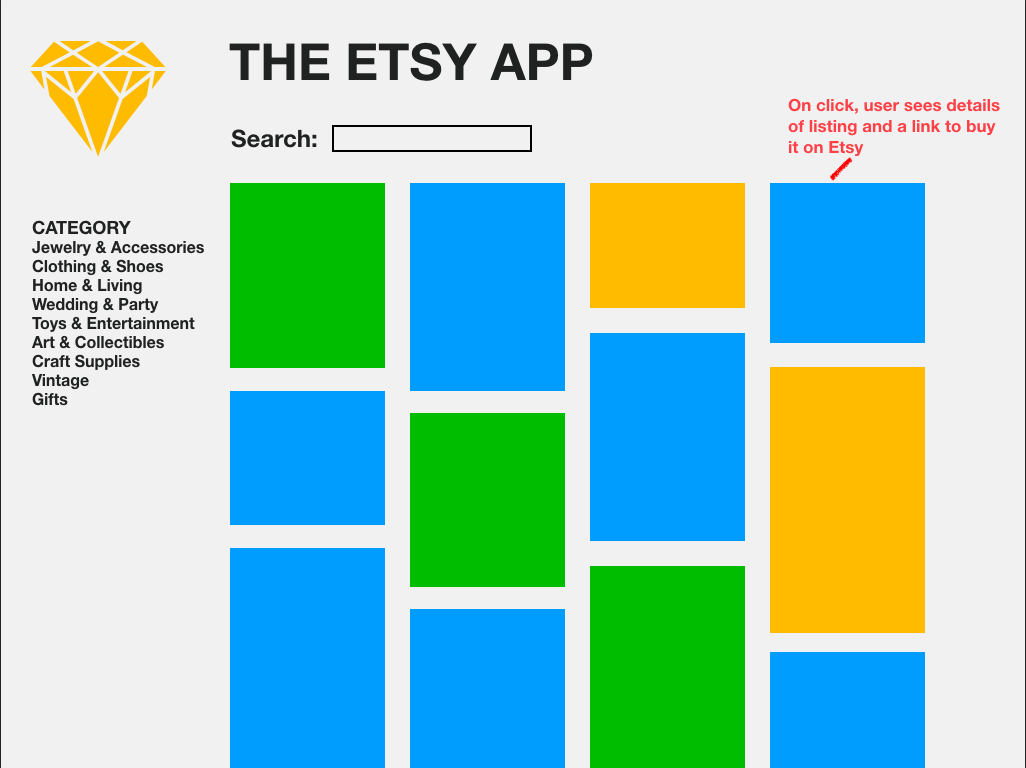 THE ETSY APP
On click, user sees details
of listing and a link to buy
it on Etsy
Search:
CATEGORY
Jewelry & Accessories
Clothing & Shoes
Home & Living
Wedding & Party
Toys & Entertainment
Art & Collectibles
Craft Supplies
Vintage
Gifts